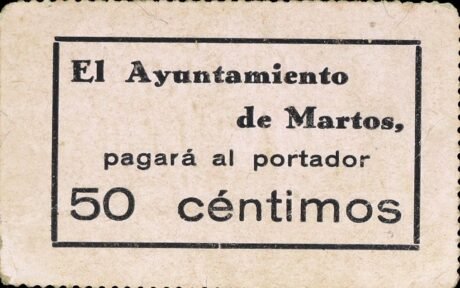 El Ayuntamiento
de Martos,
pagará al portador
50 céntimos